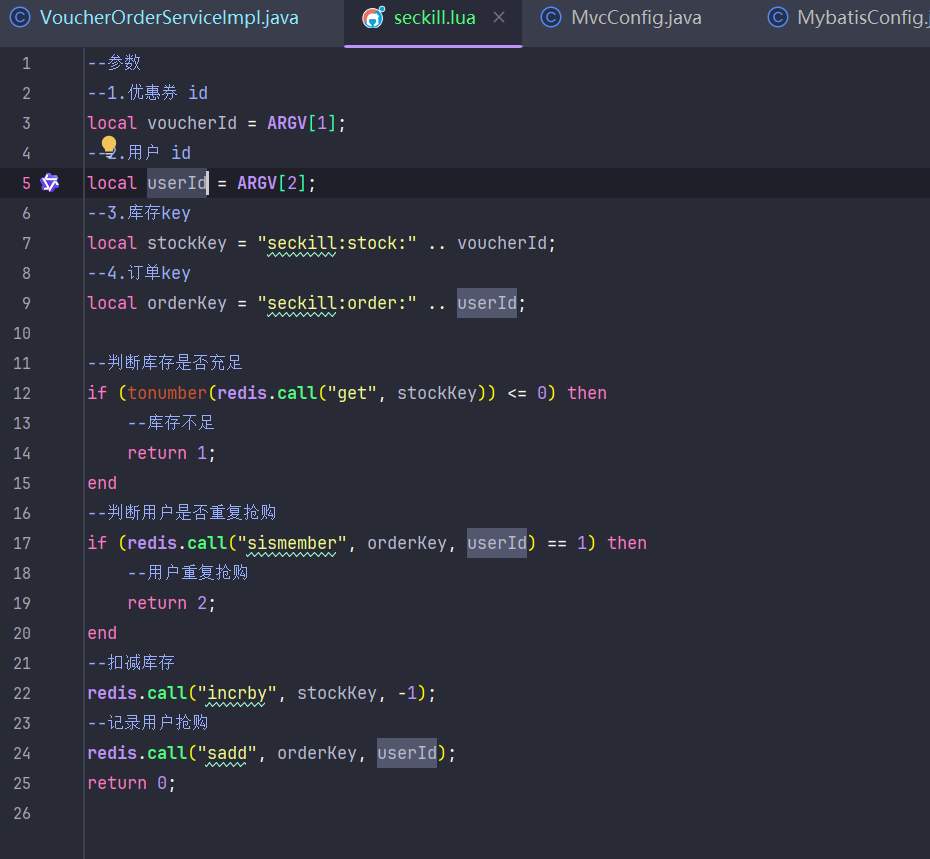 VoucherOrderServiceImpl.java seckill.lua MvcConfig.java MybatisConfig.
1 --参数
2 --1.优惠券 id
3 local voucherId = ARGV[1];
4 --2.用户 id
5 local userId = ARGV[2];
6 --3.库存key
7 local stockKey = "seckill:stock:" .. voucherId;
8 --4.订单key
9 local orderKey = "seckill:order:" .. userId;
10
11 --判断库存是否充足
12 if (tonumber(redis.call("get", stockKey)) <= 0) then
13 --库存不足
14 return 1;
15 end
16 --判断用户是否重复抢购
17 if (redis.call("sismember", orderKey, userId) == 1) then
18 --用户重复抢购
19 return 2;
20 end
21 --扣减库存
22 redis.call("incrby", stockKey, -1);
23 --记录用户抢购
24 redis.call("sadd", orderKey, userId);
25 return 0;
26